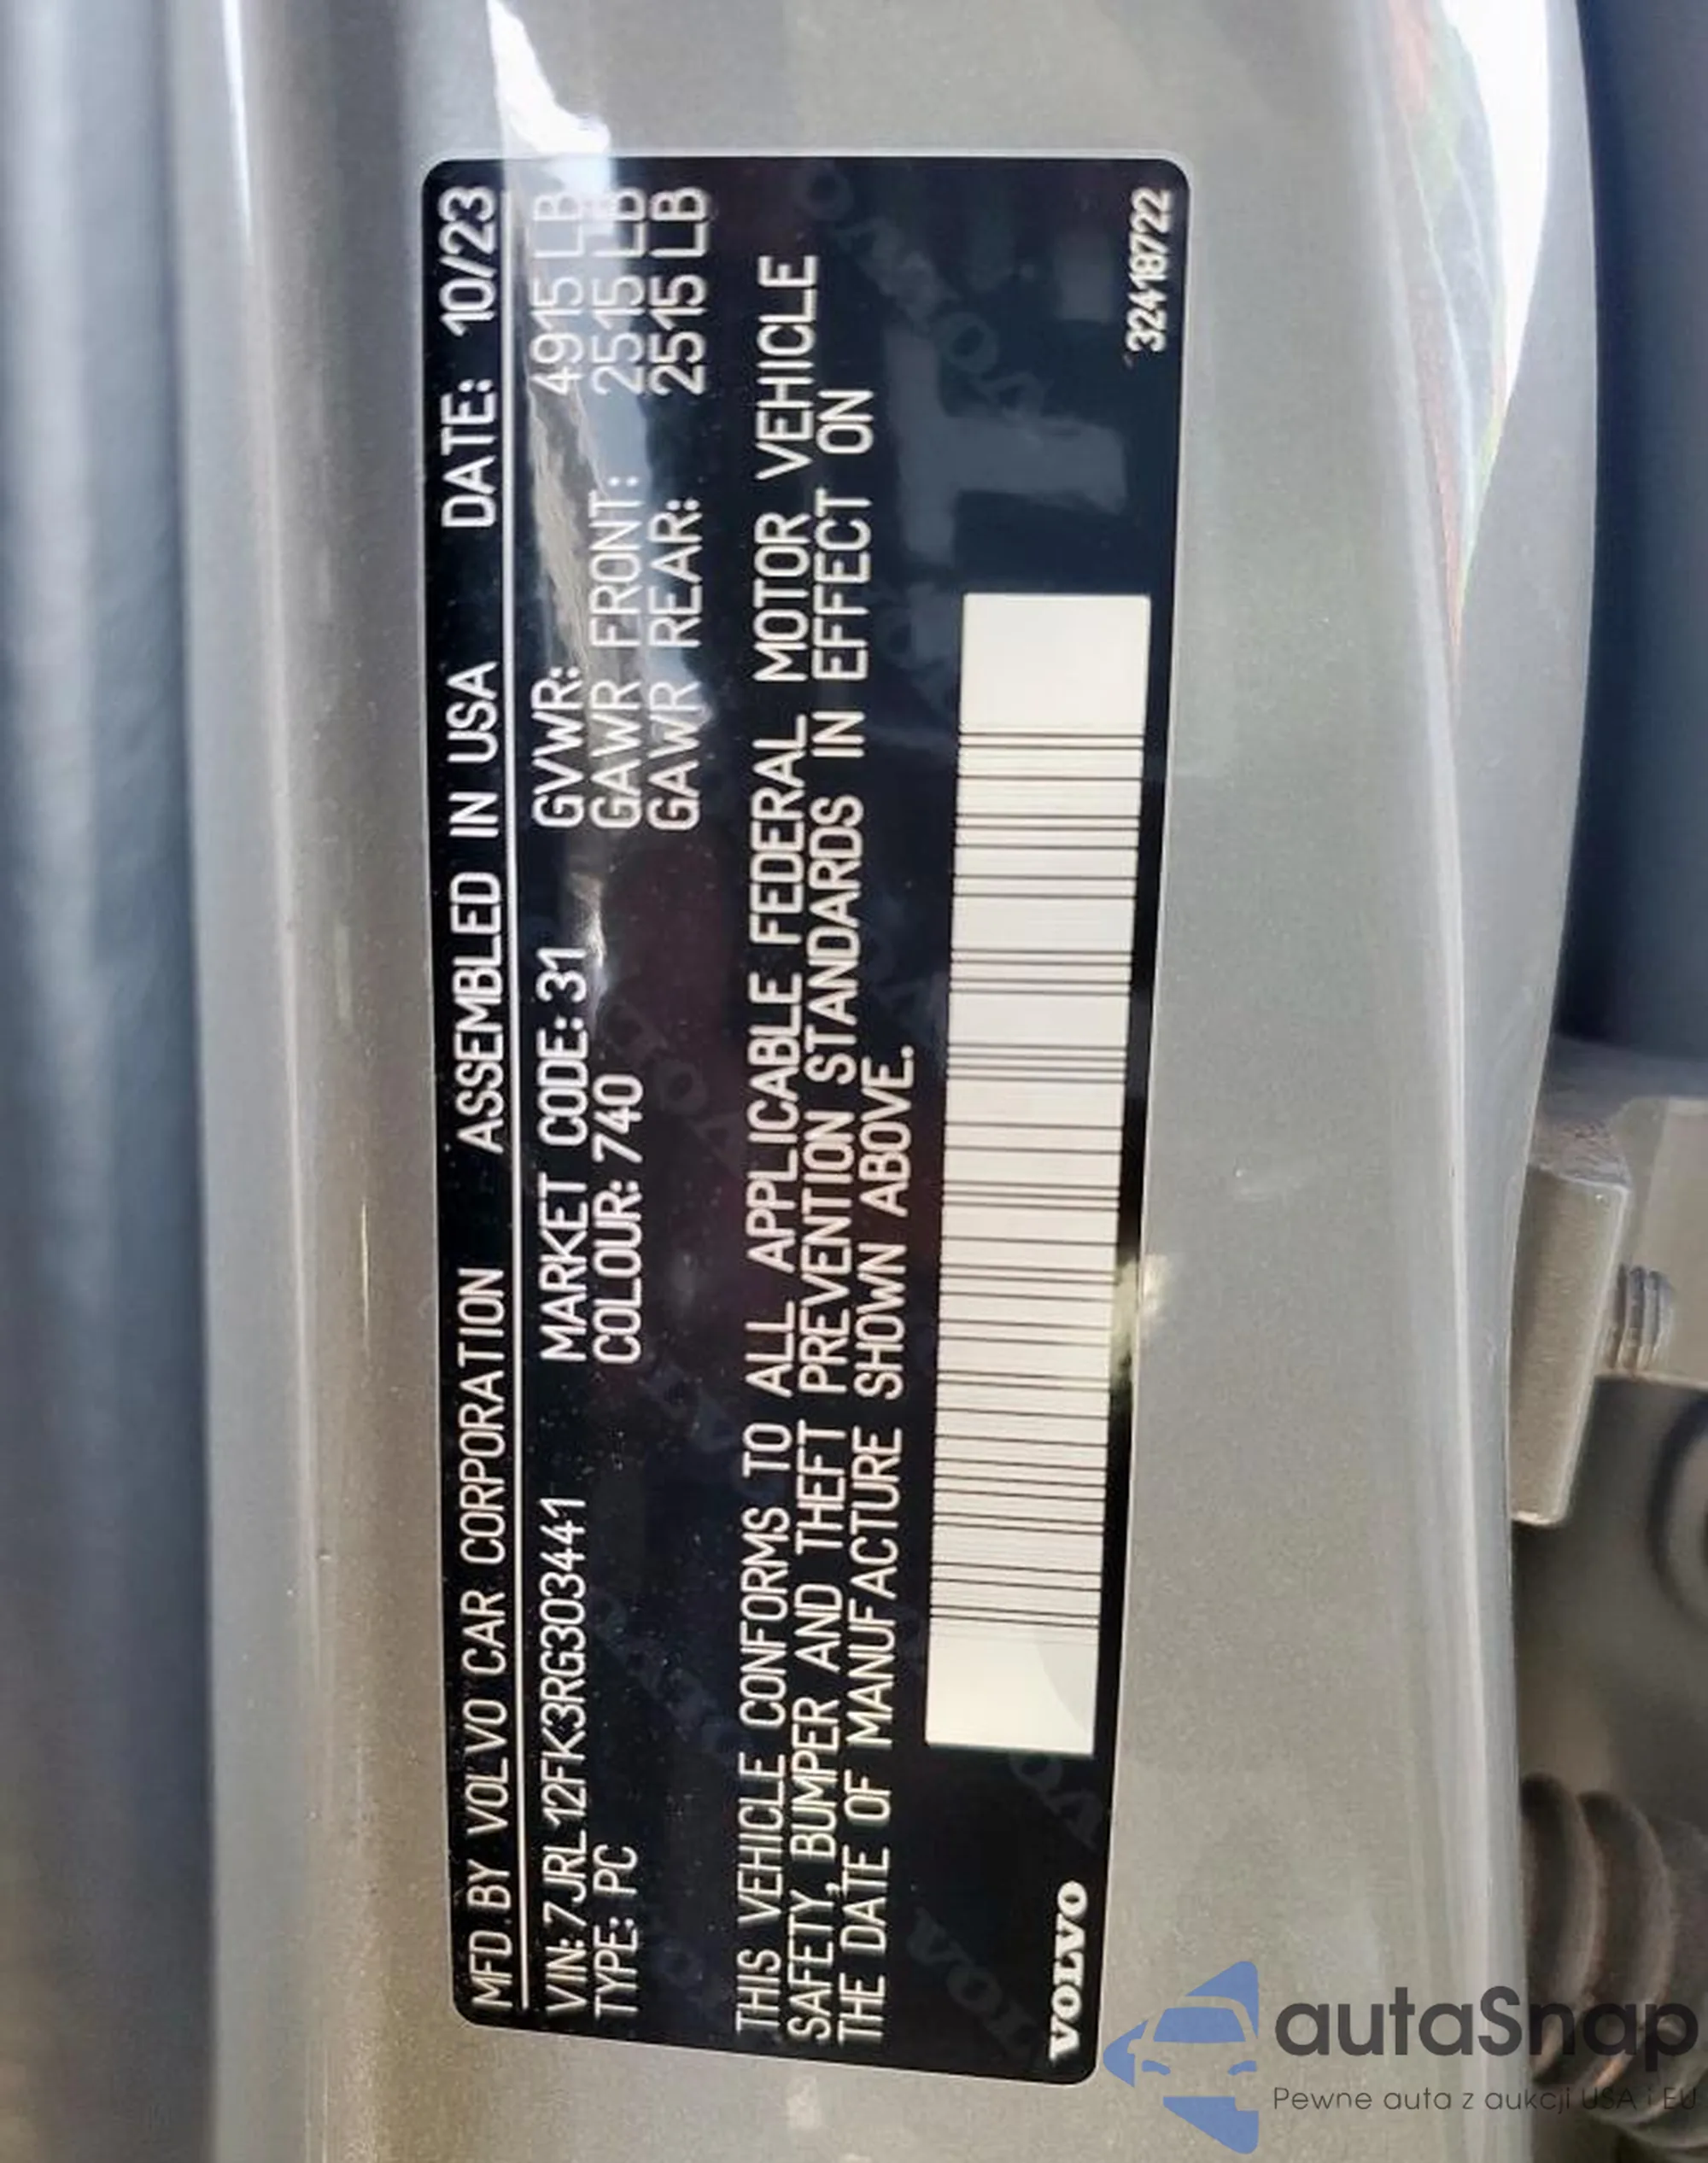 MFD.BY VOLVO CAR CORPORATION ASSEMBLED IN USA DATE: 10/23
VIN: 7JRL12FK3RG303441 MARKET CODE: 31 GVWR: 4915 LB
TYPE: PC COLOUR: 740 GAWR FRONT: 2515 LB
GAWR REAR: 2515 LB
THIS VEHICLE CONFORMS TO ALL APPLICABLE FEDERAL MOTOR VEHICLE
SAFETY, BUMPER AND THEFT PREVENTION STANDARDS IN EFFECT ON
THE DATE OF MANUFACTURE SHOWN ABOVE.
VOLVO 32418722
autaSnap
Pewne auta z aukcji USA i EU